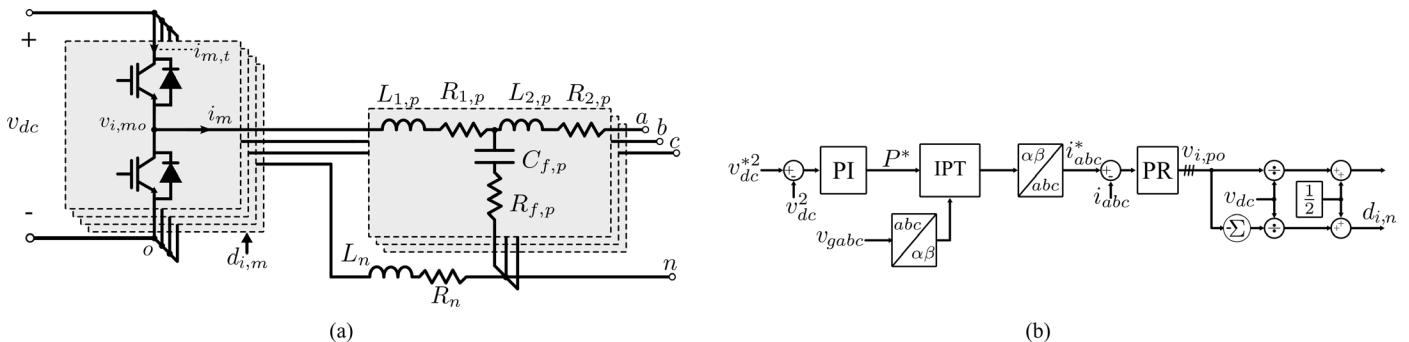 +
i_{m,t}
v_{dc}
v_{i,mo}
i_m
-
o
d_{i,m}
L_{1,p} R_{1,p} L_{2,p} R_{2,p}
a
b
c
C_{f,p}
R_{f,p}
L_n
R_n
n
(a)
v_{dc}^{*2}
-
v_{dc}^{2}
PI
P^*
IPT
v_{gabc}
abc
αβ
αβ
abc
i_{abc}^{*}
-
i_{abc}
PR
v_{i,po}
÷
+
+
v_{dc}
1/2
-Σ
÷
+
+
d_{i,n}
(b)